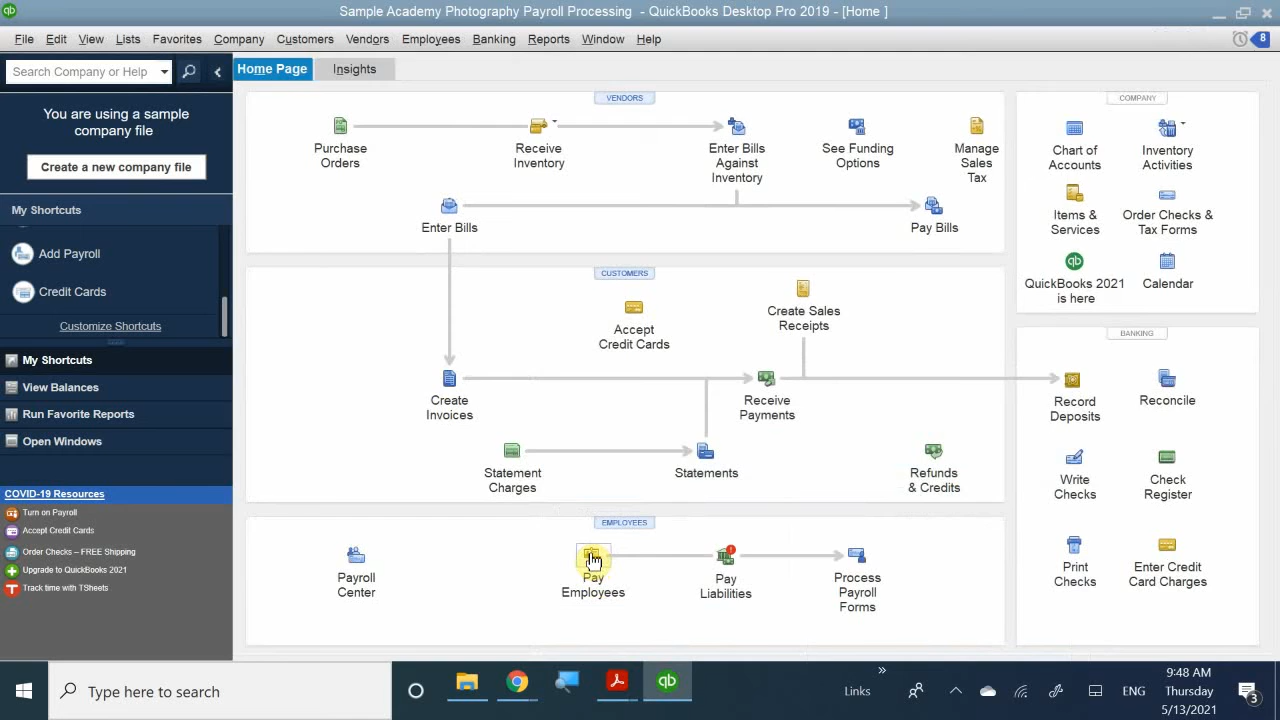 Sample Academy Photography Payroll Processing - QuickBooks Desktop Pro 2019 - [Home ]
File Edit View Lists Favorites Company Customers Vendors Employees Banking Reports Window Help
8
Search Company or Help
Home Page
Insights
You are using a sample
company file
Create a new company file
My Shortcuts
Add Payroll
Credit Cards
Customize Shortcuts
My Shortcuts
View Balances
Run Favorite Reports
Open Windows
COVID-19 Resources
Turn on Payroll
Accept Credit Cards
Order Checks – FREE Shipping
Upgrade to QuickBooks 2021
Track time with TSheets
VENDORS
Purchase
Orders
Receive
Inventory
Enter Bills
Against
Inventory
See Funding
Options
Manage
Sales
Tax
Enter Bills
Pay Bills
CUSTOMERS
Accept
Credit Cards
Create Sales
Receipts
Create
Invoices
Receive
Payments
Statement
Charges
Statements
Refunds
& Credits
EMPLOYEES
Payroll
Center
Pay
Employees
Pay
Liabilities
Process
Payroll
Forms
COMPANY
Chart of
Accounts
Inventory
Activities
Items &
Services
Order Checks &
Tax Forms
qb
QuickBooks 2021
is here
Calendar
BANKING
Record
Deposits
Reconcile
Write
Checks
Check
Register
Print
Checks
Enter Credit
Card Charges
Type here to search
qb
Links
»
ENG
9:48 AM
Thursday
5/13/2021
3